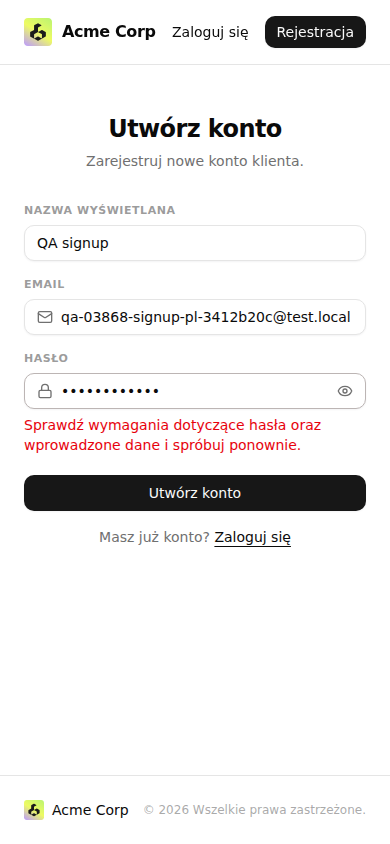 Acme Corp Zaloguj się Rejestracja
Utwórz konto
Zarejestruj nowe konto klienta.
NAZWA WYŚWIETLANA
QA signup
EMAIL
qa-03868-signup-pl-3412b20c@test.local
HASŁO
••••••••••••
Sprawdź wymagania dotyczące hasła oraz
wprowadzone dane i spróbuj ponownie.
Utwórz konto
Masz już konto? Zaloguj się
Acme Corp © 2026 Wszelkie prawa zastrzeżone.